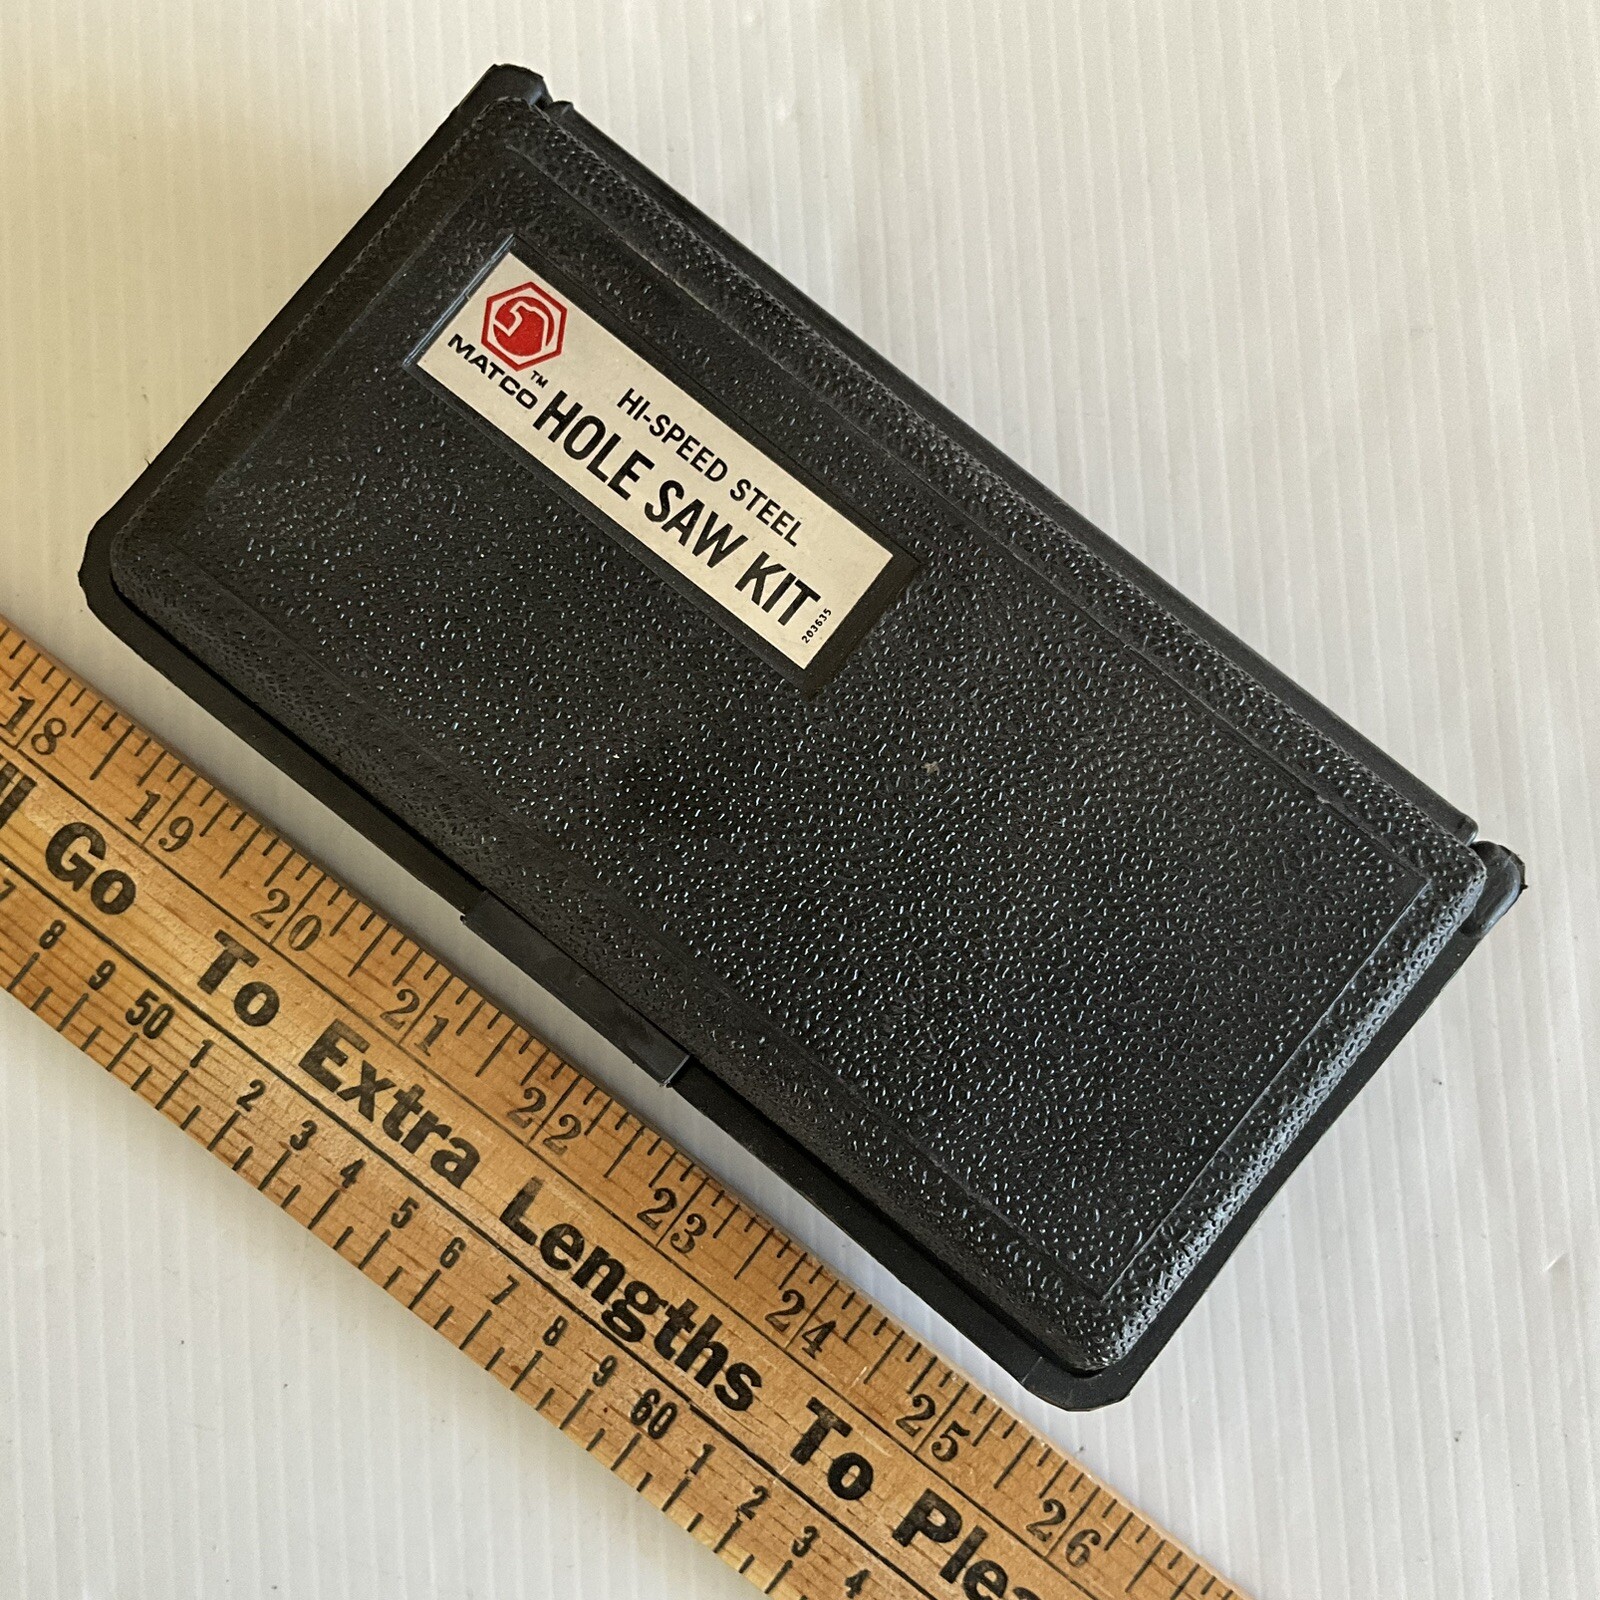 MATCO™
HI-SPEED STEEL
HOLE SAW KIT
203635
18 19 20 21 22 23 24 25 26
Go To Extra Lengths To
7 8 9 50 1 2 3 4 5 6 7 8 9 60 1 2 3 4